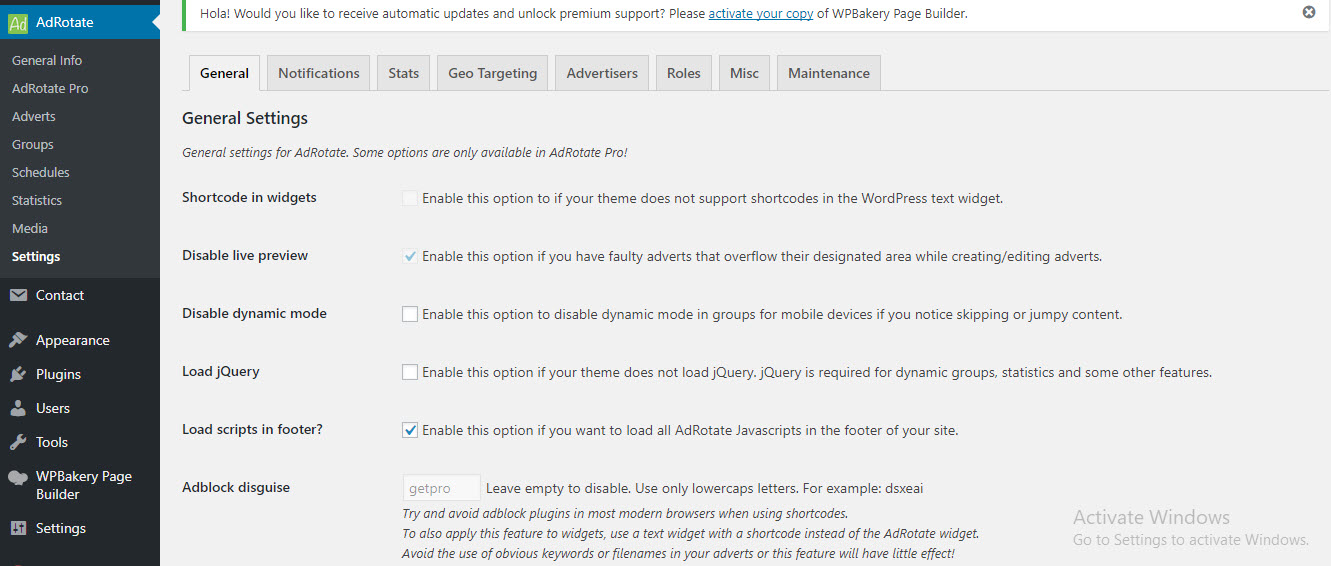 Ad AdRotate
General Info
AdRotate Pro
Adverts
Groups
Schedules
Statistics
Media
Settings
Contact
Appearance
Plugins
Users
Tools
WPBakery Page
Builder
Settings
Hola! Would you like to receive automatic updates and unlock premium support? Please activate your copy of WPBakery Page Builder.
General Notifications Stats Geo Targeting Advertisers Roles Misc Maintenance
General Settings
General settings for AdRotate. Some options are only available in AdRotate Pro!
Shortcode in widgets Enable this option to if your theme does not support shortcodes in the WordPress text widget.
Disable live preview Enable this option if you have faulty adverts that overflow their designated area while creating/editing adverts.
Disable dynamic mode Enable this option to disable dynamic mode in groups for mobile devices if you notice skipping or jumpy content.
Load jQuery Enable this option if your theme does not load jQuery. jQuery is required for dynamic groups, statistics and some other features.
Load scripts in footer? Enable this option if you want to load all AdRotate Javascripts in the footer of your site.
Adblock disguise getpro Leave empty to disable. Use only lowercaps letters. For example: dsxeai
Try and avoid adblock plugins in most modern browsers when using shortcodes.
To also apply this feature to widgets, use a text widget with a shortcode instead of the AdRotate widget.
Avoid the use of obvious keywords or filenames in your adverts or this feature will have little effect!
Activate Windows
Go to Settings to activate Windows.